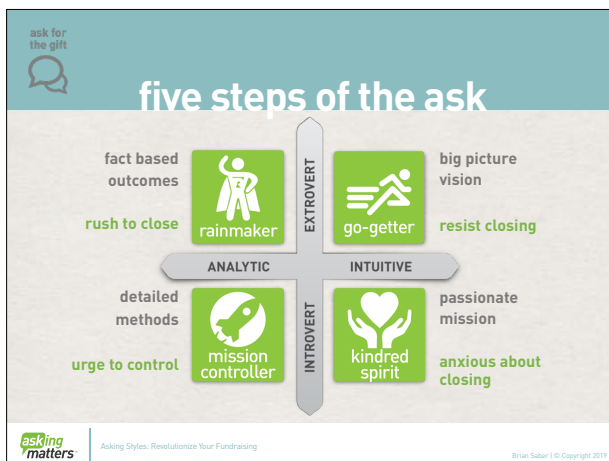 ask for
the gift
five steps of the ask
fact based
outcomes
rush to close
rainmaker
EXTROVERT
go-getter
big picture
vision
resist closing
ANALYTIC
INTUITIVE
detailed
methods
urge to control
mission
controller
INTROVERT
kindred
spirit
passionate
mission
anxious about
closing
asking
matters™
Asking Styles: Revolutionize Your Fundraising
Brian Saber | © Copyright 2019